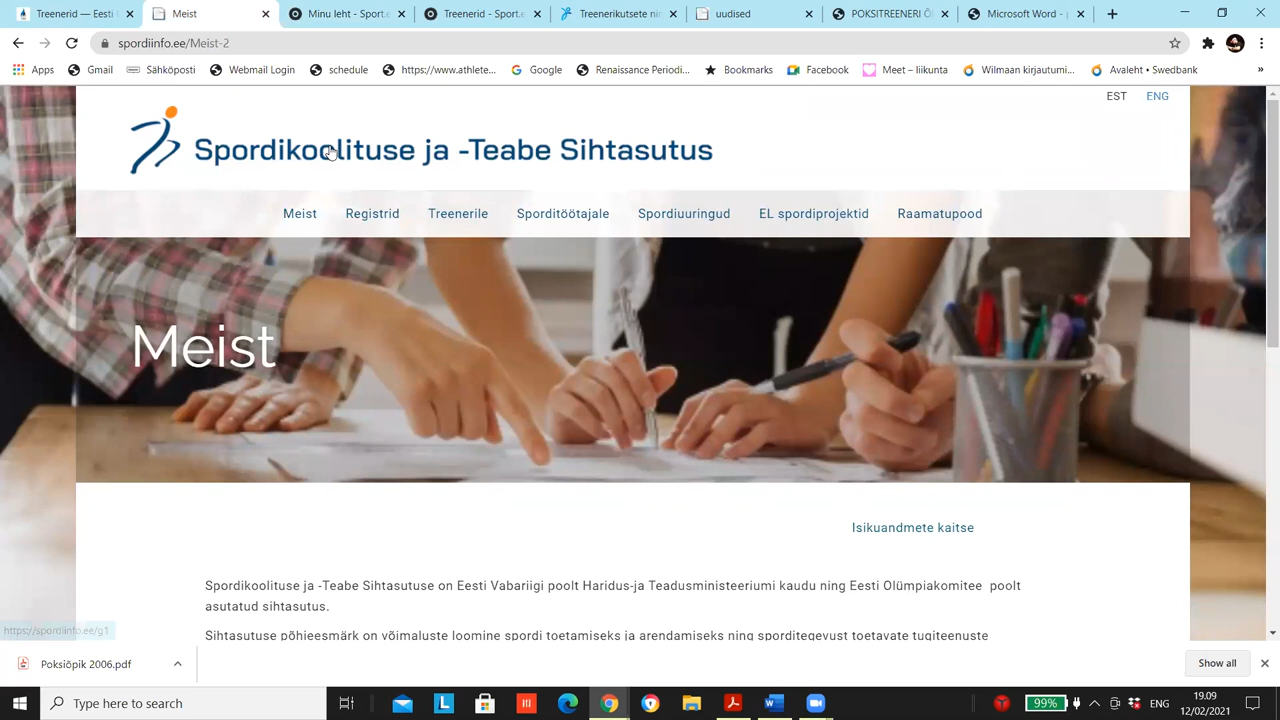 Treenerid — Eesti
Meist
Minu leht - Sport.e
Treenerid - Sport.e
Treenerikutsete nin
uudised
POKSITREENERI Õ
Microsoft Word - p
spordiinfo.ee/Meist-2
Apps
Gmail
Sähköposti
Webmail Login
schedule
https://www.athlete...
Google
Renaissance Periodi...
Bookmarks
Facebook
Meet – liikunta
Wilmaan kirjautumi...
Avaleht • Swedbank
»
EST ENG
Spordikoolituse ja -Teabe Sihtasutus
Meist Registrid Treenerile Sporditöötajale Spordiuuringud EL spordiprojektid Raamatupood
Meist
Isikuandmete kaitse
Spordikoolituse ja -Teabe Sihtasutuse on Eesti Vabariigi poolt Haridus-ja Teadusministeeriumi kaudu ning Eesti Olümpiakomitee poolt
asutatud sihtasutus.
Sihtasutuse põhieesmärk on võimaluste loomine spordi toetamiseks ja arendamiseks ning sporditegevust toetavate tugiteenuste
https://spordiinfo.ee/g1
Poksiõpik 2006.pdf
Show all
Type here to search
99%
ENG
19.09
12/02/2021